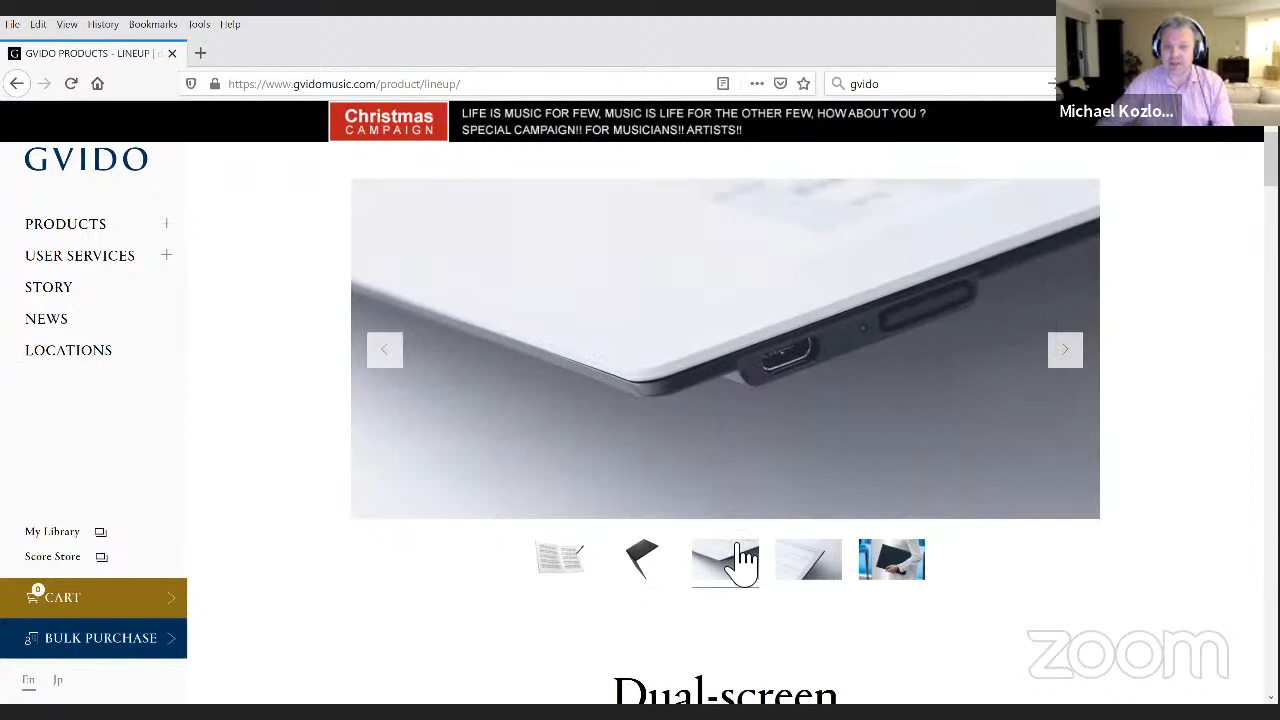 File Edit View History Bookmarks Tools Help
GVIDO PRODUCTS - LINEUP | d
https://www.gvidomusic.com/product/lineup/
gvido
Michael Kozlo...
Christmas
CAMPAIGN
LIFE IS MUSIC FOR FEW, MUSIC IS LIFE FOR THE OTHER FEW, HOW ABOUT YOU ?
SPECIAL CAMPAIGN!! FOR MUSICIANS!! ARTISTS!!
GVIDO
PRODUCTS
USER SERVICES
STORY
NEWS
LOCATIONS
My Library
Score Store
0
CART
BULK PURCHASE
En Jp
Dual-screen
zoom